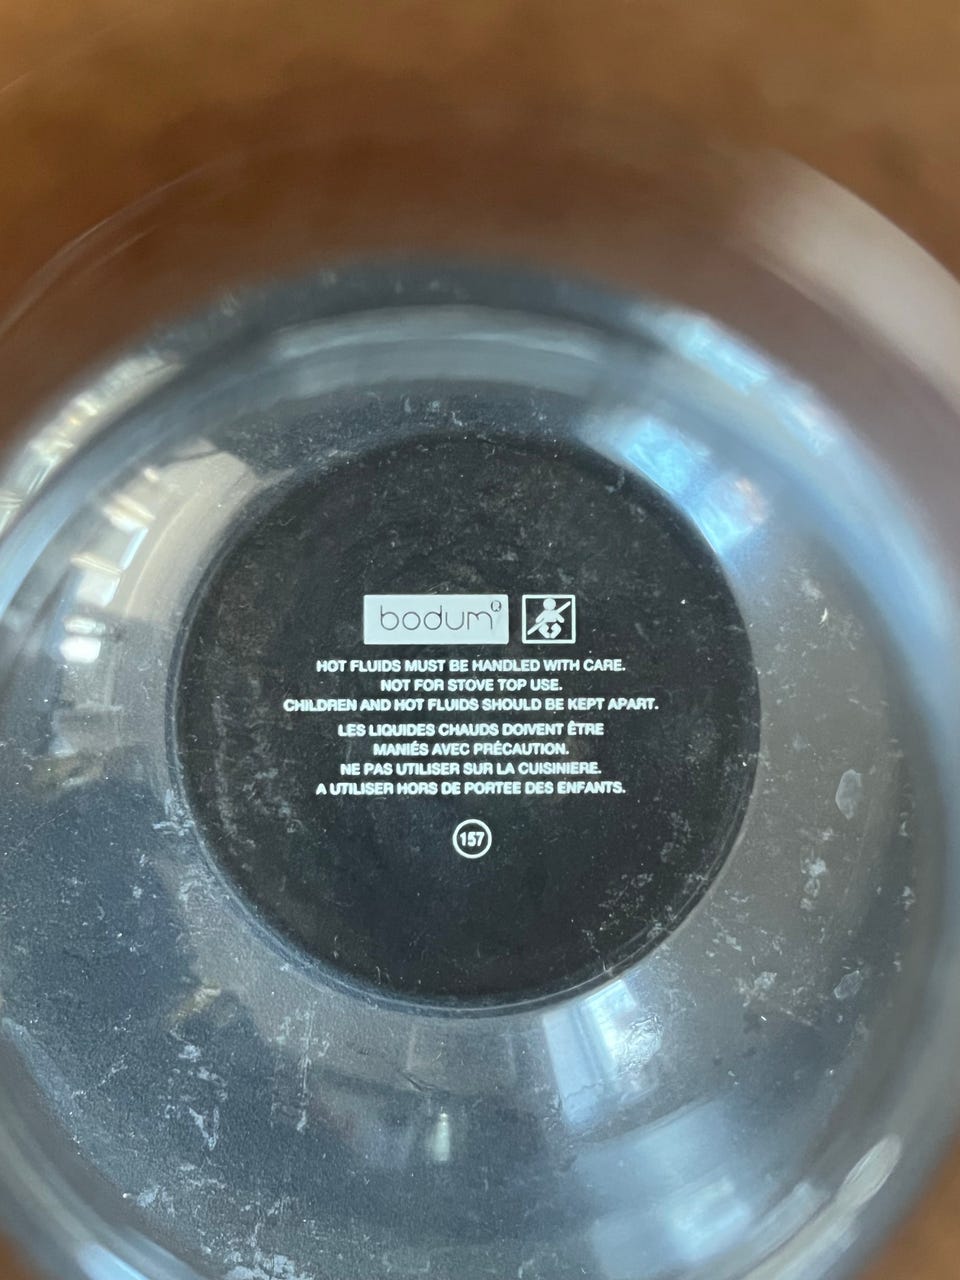 bodum®
HOT FLUIDS MUST BE HANDLED WITH CARE.
NOT FOR STOVE TOP USE.
CHILDREN AND HOT FLUIDS SHOULD BE KEPT APART.
LES LIQUIDES CHAUDS DOIVENT ÊTRE
MANIÉS AVEC PRÉCAUTION.
NE PAS UTILISER SUR LA CUISINIERE.
A UTILISER HORS DE PORTEE DES ENFANTS.
157